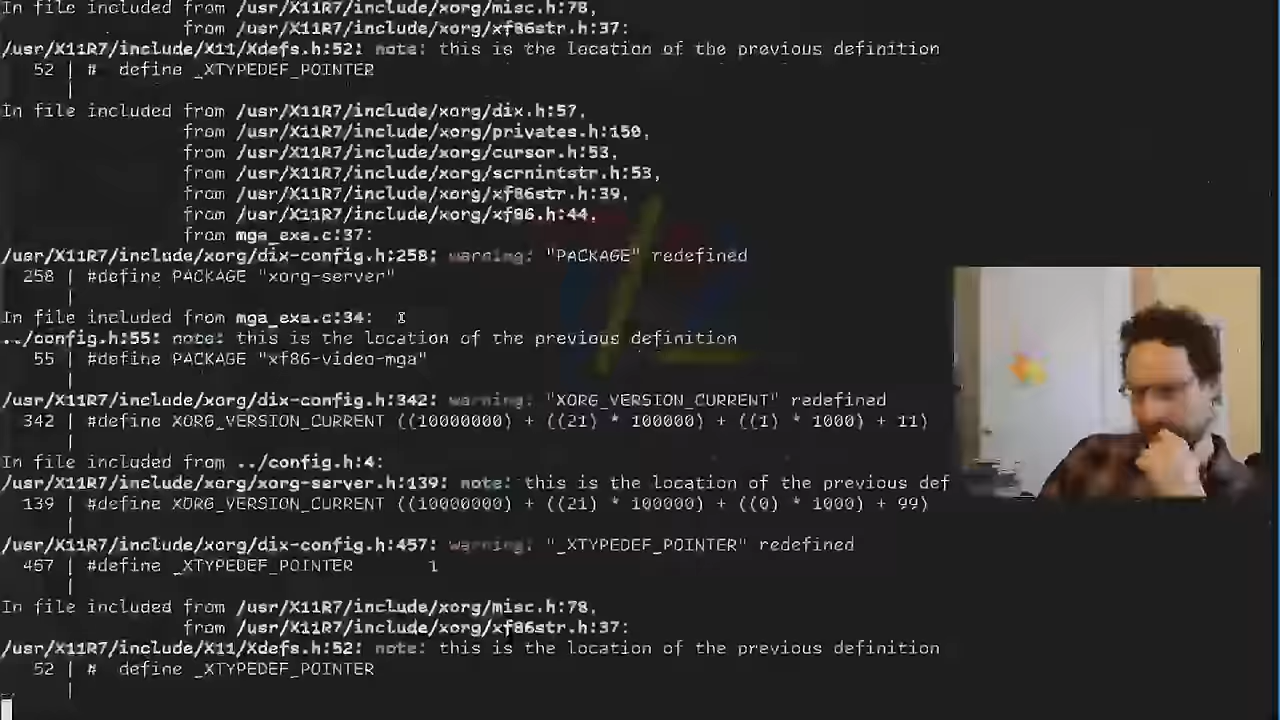 In file included from /usr/X11R7/include/xorg/misc.h:78,
from /usr/X11R7/include/xorg/xf86str.h:37:
/usr/X11R7/include/X11/Xdefs.h:52: note: this is the location of the previous definition
52 | #  define _XTYPEDEF_POINTER
|
In file included from /usr/X11R7/include/xorg/dix.h:57,
from /usr/X11R7/include/xorg/privates.h:150,
from /usr/X11R7/include/xorg/cursor.h:53,
from /usr/X11R7/include/xorg/scrnintstr.h:53,
from /usr/X11R7/include/xorg/xf86str.h:39,
from /usr/X11R7/include/xorg/xf86.h:44,
from mga_exa.c:37:
/usr/X11R7/include/xorg/dix-config.h:258: warning: "PACKAGE" redefined
258 | #define PACKAGE "xorg-server"
|
In file included from mga_exa.c:34:
../config.h:55: note: this is the location of the previous definition
55 | #define PACKAGE "xf86-video-mga"
|
/usr/X11R7/include/xorg/dix-config.h:342: warning: "XORG_VERSION_CURRENT" redefined
342 | #define XORG_VERSION_CURRENT ((10000000) + ((21) * 100000) + ((1) * 1000) + 11)
|
In file included from ../config.h:4:
/usr/X11R7/include/xorg/xorg-server.h:139: note: this is the location of the previous def
139 | #define XORG_VERSION_CURRENT ((10000000) + ((21) * 100000) + ((0) * 1000) + 99)
|
/usr/X11R7/include/xorg/dix-config.h:457: warning: "_XTYPEDEF_POINTER" redefined
457 | #define _XTYPEDEF_POINTER       1
|
In file included from /usr/X11R7/include/xorg/misc.h:78,
from /usr/X11R7/include/xorg/xf86str.h:37:
/usr/X11R7/include/X11/Xdefs.h:52: note: this is the location of the previous definition
52 | #  define _XTYPEDEF_POINTER
|